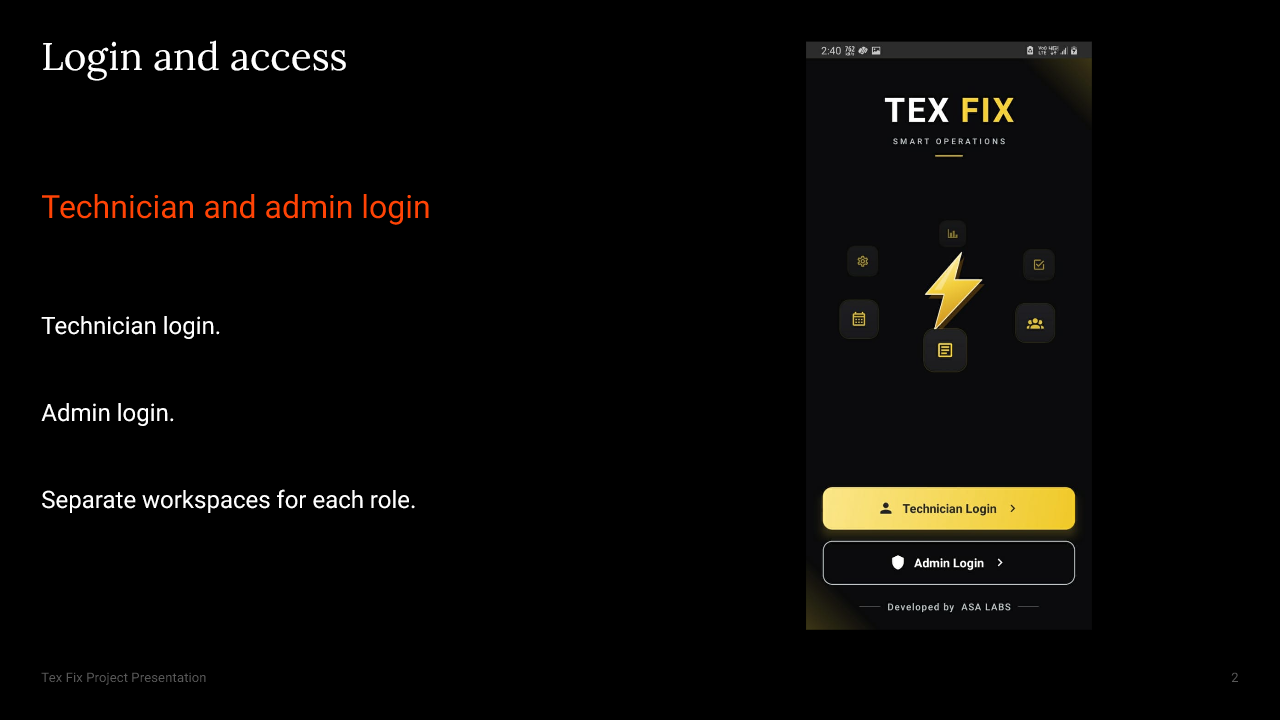 Login and access
Technician and admin login
Technician login.
Admin login.
Separate workspaces for each role.
2:40
TEX FIX
SMART OPERATIONS
Technician Login
Admin Login
Developed by ASA LABS
Tex Fix Project Presentation
2